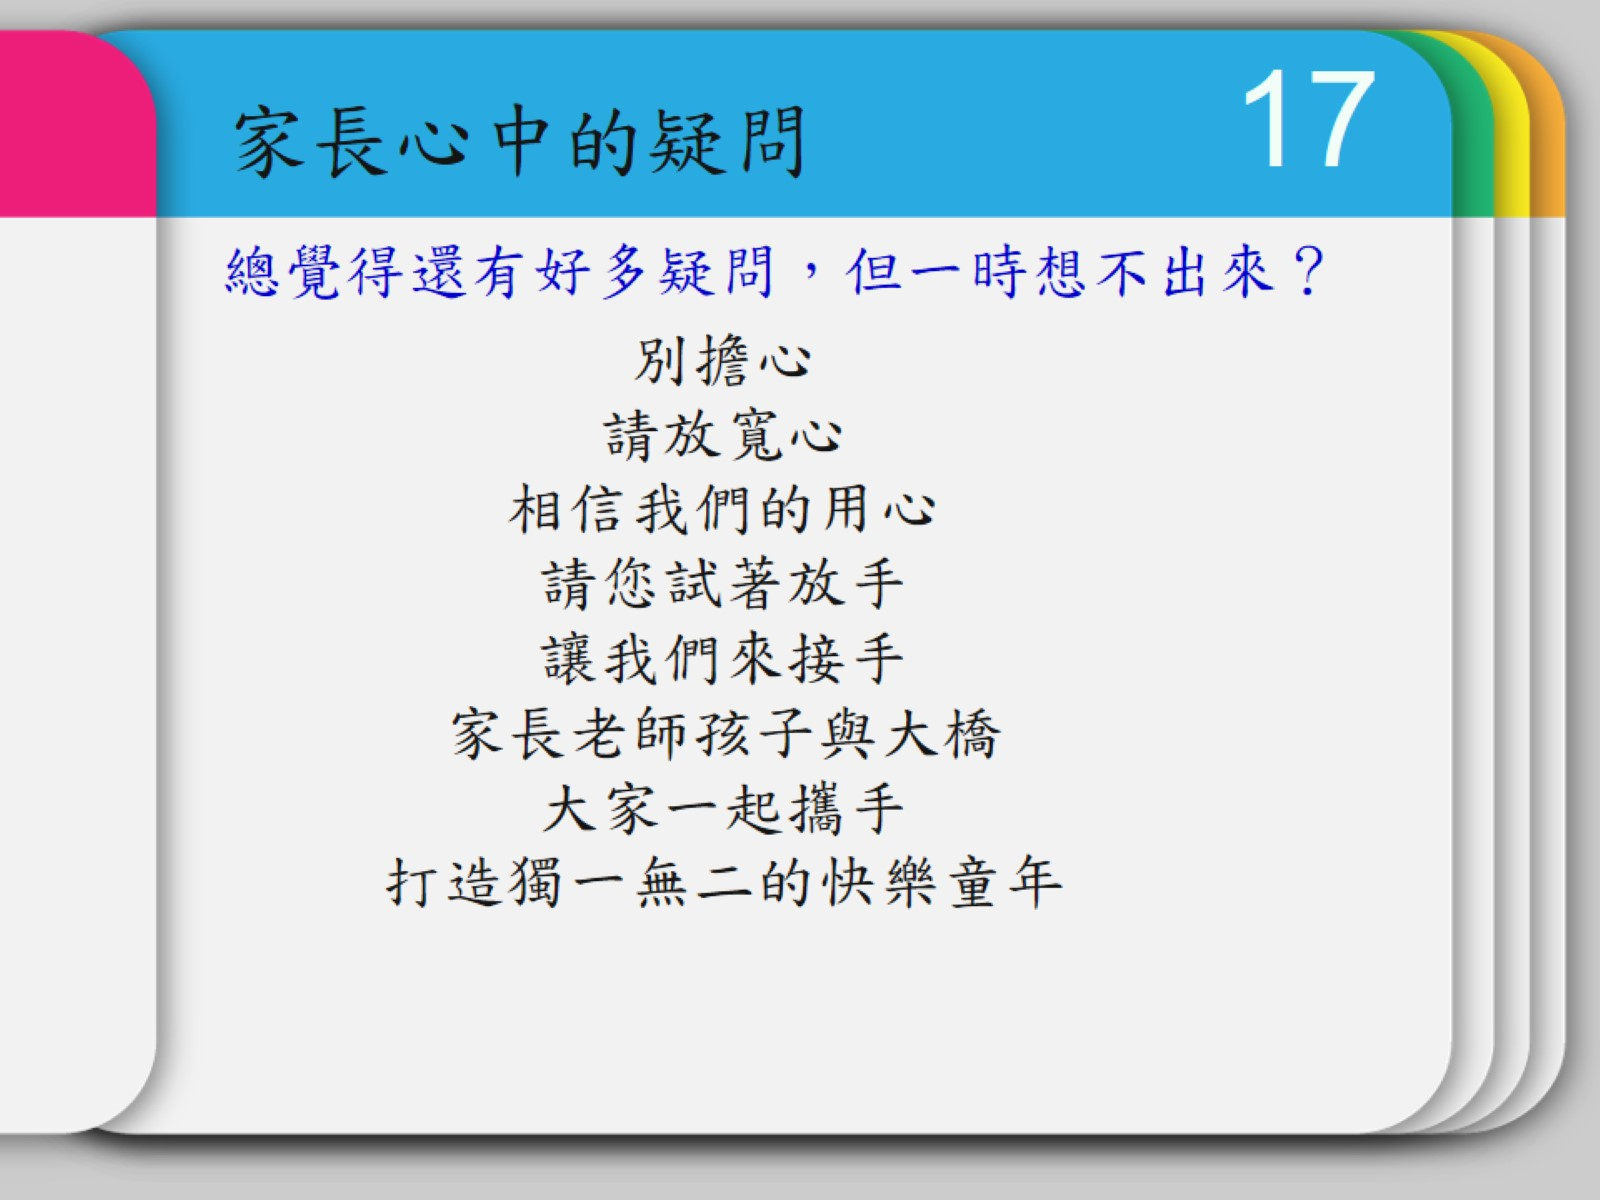 家長心中的疑問
17
總覺得還有好多疑問，但一時想不出來？
別擔心
請放寬心
相信我們的用心
請您試著放手
讓我們來接手
家長老師孩子與大橋
大家一起攜手
打造獨一無二的快樂童年